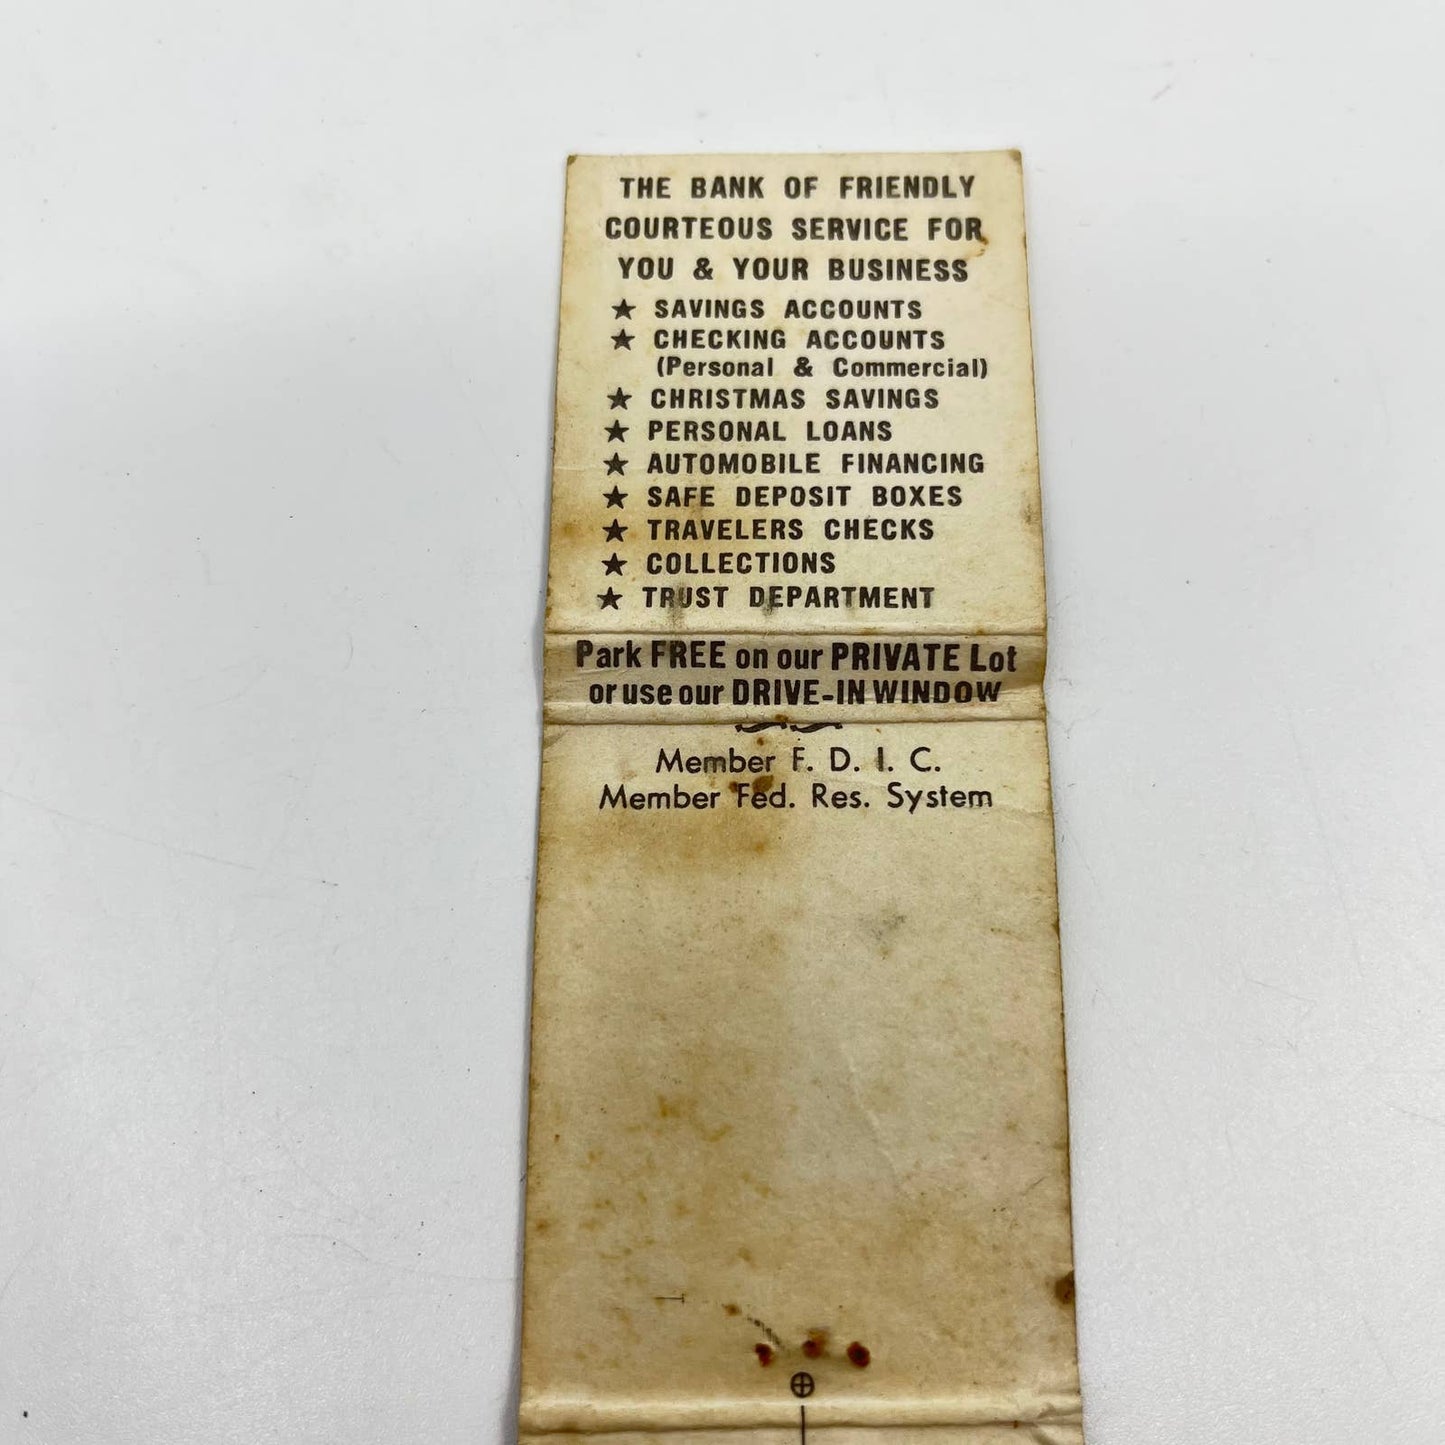 THE BANK OF FRIENDLY
COURTEOUS SERVICE FOR
YOU & YOUR BUSINESS
★ SAVINGS ACCOUNTS
★ CHECKING ACCOUNTS
(Personal & Commercial)
★ CHRISTMAS SAVINGS
★ PERSONAL LOANS
★ AUTOMOBILE FINANCING
★ SAFE DEPOSIT BOXES
★ TRAVELERS CHECKS
★ COLLECTIONS
★ TRUST DEPARTMENT
Park FREE on our PRIVATE Lot
or use our DRIVE-IN WINDOW
Member F. D. I. C.
Member Fed. Res. System